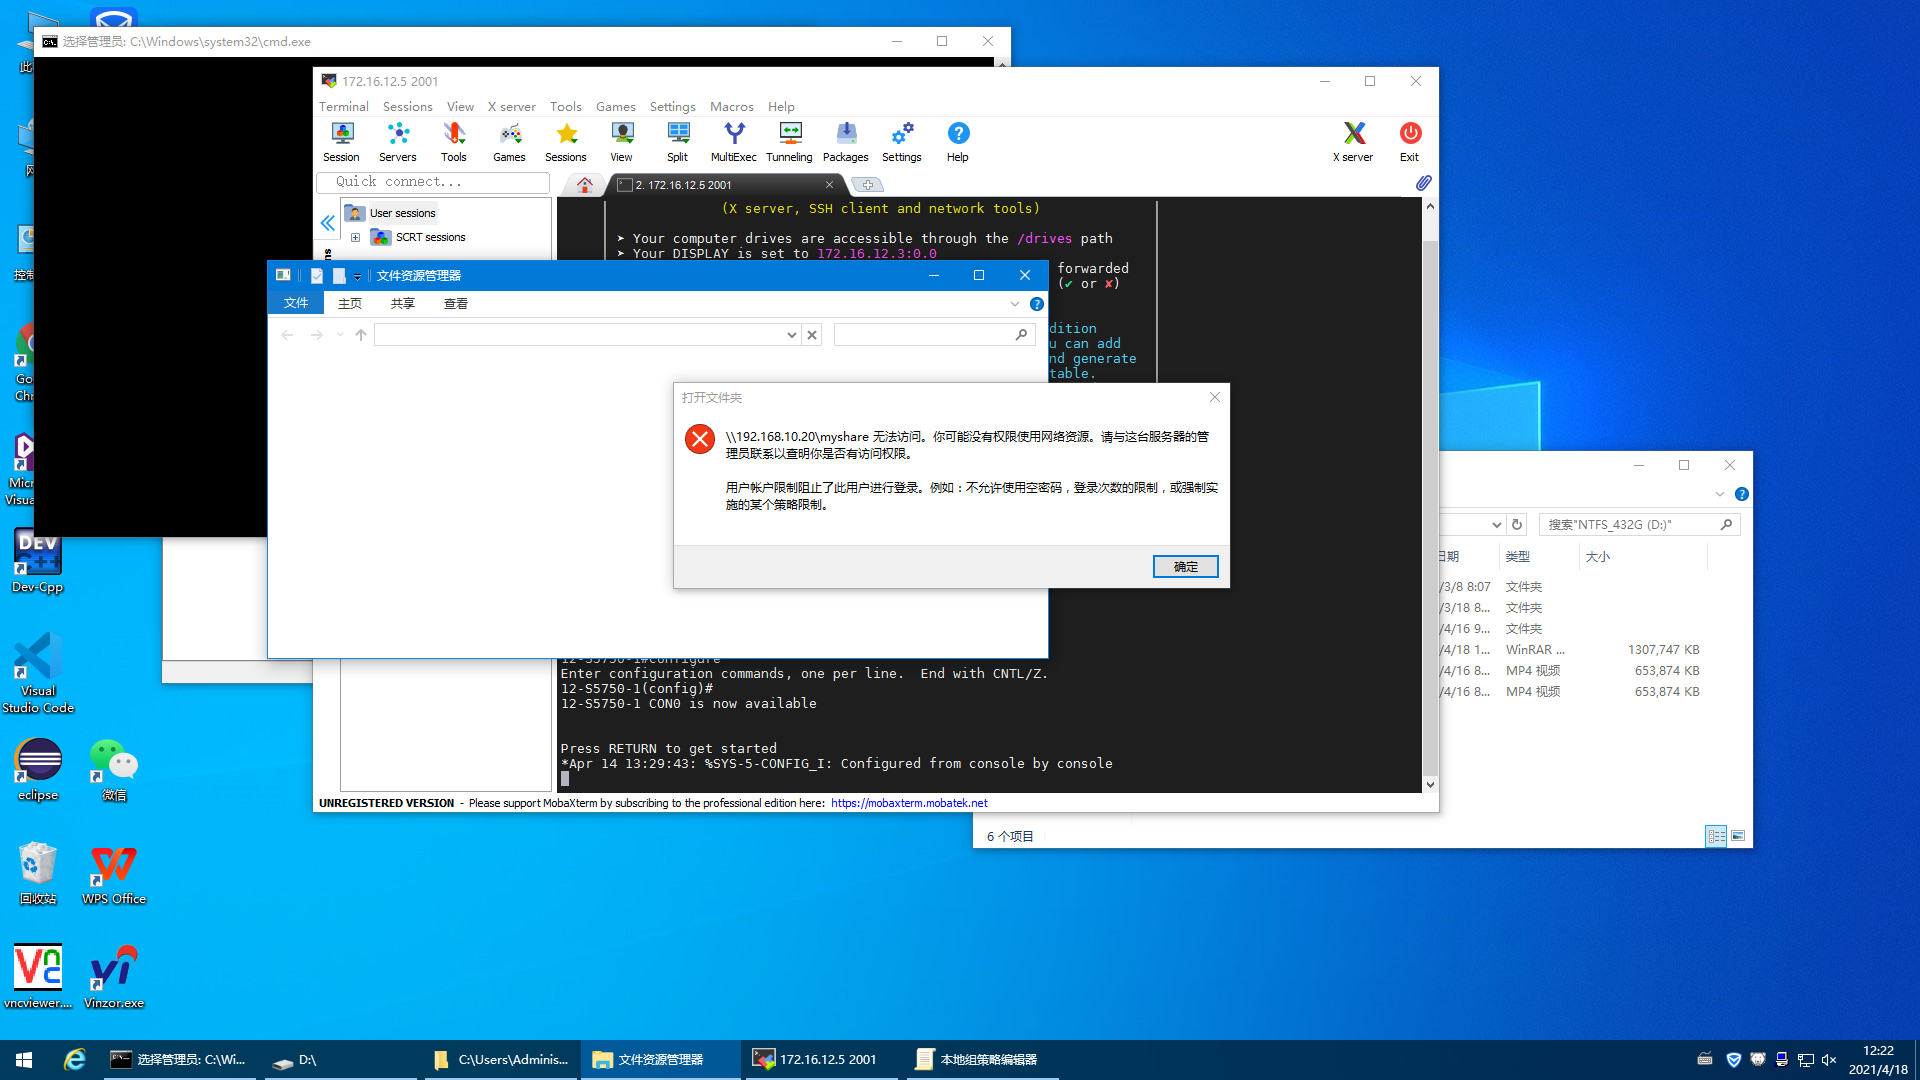 选择管理员: C:\Windows\system32\cmd.exe
172.16.12.5 2001
Terminal Sessions View X server Tools Games Settings Macros Help
Session Servers Tools Games Sessions View Split MultiExec Tunneling Packages Settings Help X server Exit
Quick connect...
2. 172.16.12.5 2001
User sessions
SCRT sessions
(X server, SSH client and network tools)
➤ Your computer drives are accessible through the /drives path
➤ Your DISPLAY is set to 172.16.12.3:0.0
forwarded
(✔ or ✘)
dition
u can add
nd generate
table.
文件资源管理器
文件 主页 共享 查看
打开文件夹
\\192.168.10.20\myshare 无法访问。你可能没有权限使用网络资源。请与这台服务器的管
理员联系以查明你是否有访问权限。
用户帐户限制阻止了此用户进行登录。例如：不允许使用空密码，登录次数的限制，或强制实
施的某个策略限制。
确定
12-S5750-1#configure
Enter configuration commands, one per line.  End with CNTL/Z.
12-S5750-1(config)#
12-S5750-1 CON0 is now available
Press RETURN to get started
*Apr 14 13:29:43: %SYS-5-CONFIG_I: Configured from console by console
UNREGISTERED VERSION - Please support MobaXterm by subscribing to the professional edition here: https://mobaxterm.mobatek.net
搜索"NTFS_432G (D:)"
日期 类型 大小
/3/8 8:07 文件夹
/3/18 8... 文件夹
/4/16 9... 文件夹
/4/18 1... WinRAR ... 1307,747 KB
/4/16 8... MP4 视频 653,874 KB
/4/16 8... MP4 视频 653,874 KB
6 个项目
此
网
控制
Go
Chr
Micr
Visua
DEV
C++
Dev-Cpp
Visual
Studio Code
eclipse
微信
回收站
WPS Office
vncviewer....
Vinzor.exe
选择管理员: C:\Wi...
D:\
C:\Users\Adminis...
文件资源管理器
172.16.12.5 2001
本地组策略编辑器
12:22
2021/4/18